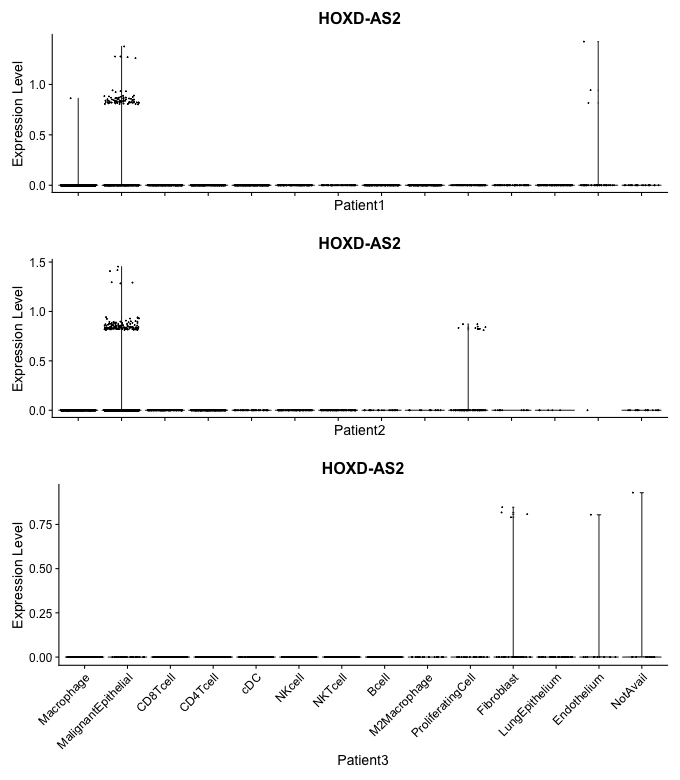 HOXD-AS2
Expression Level
1.0
0.5
0.0
Patient1
HOXD-AS2
Expression Level
1.5
1.0
0.5
0.0
Patient2
HOXD-AS2
Expression Level
0.75
0.50
0.25
0.00
Macrophage
MalignantEpithelial
CD8Tcell
CD4Tcell
cDC
NKcell
NKTcell
Bcell
M2Macrophage
ProliferatingCell
Fibroblast
LungEpithelium
Endothelium
NotAvail
Patient3